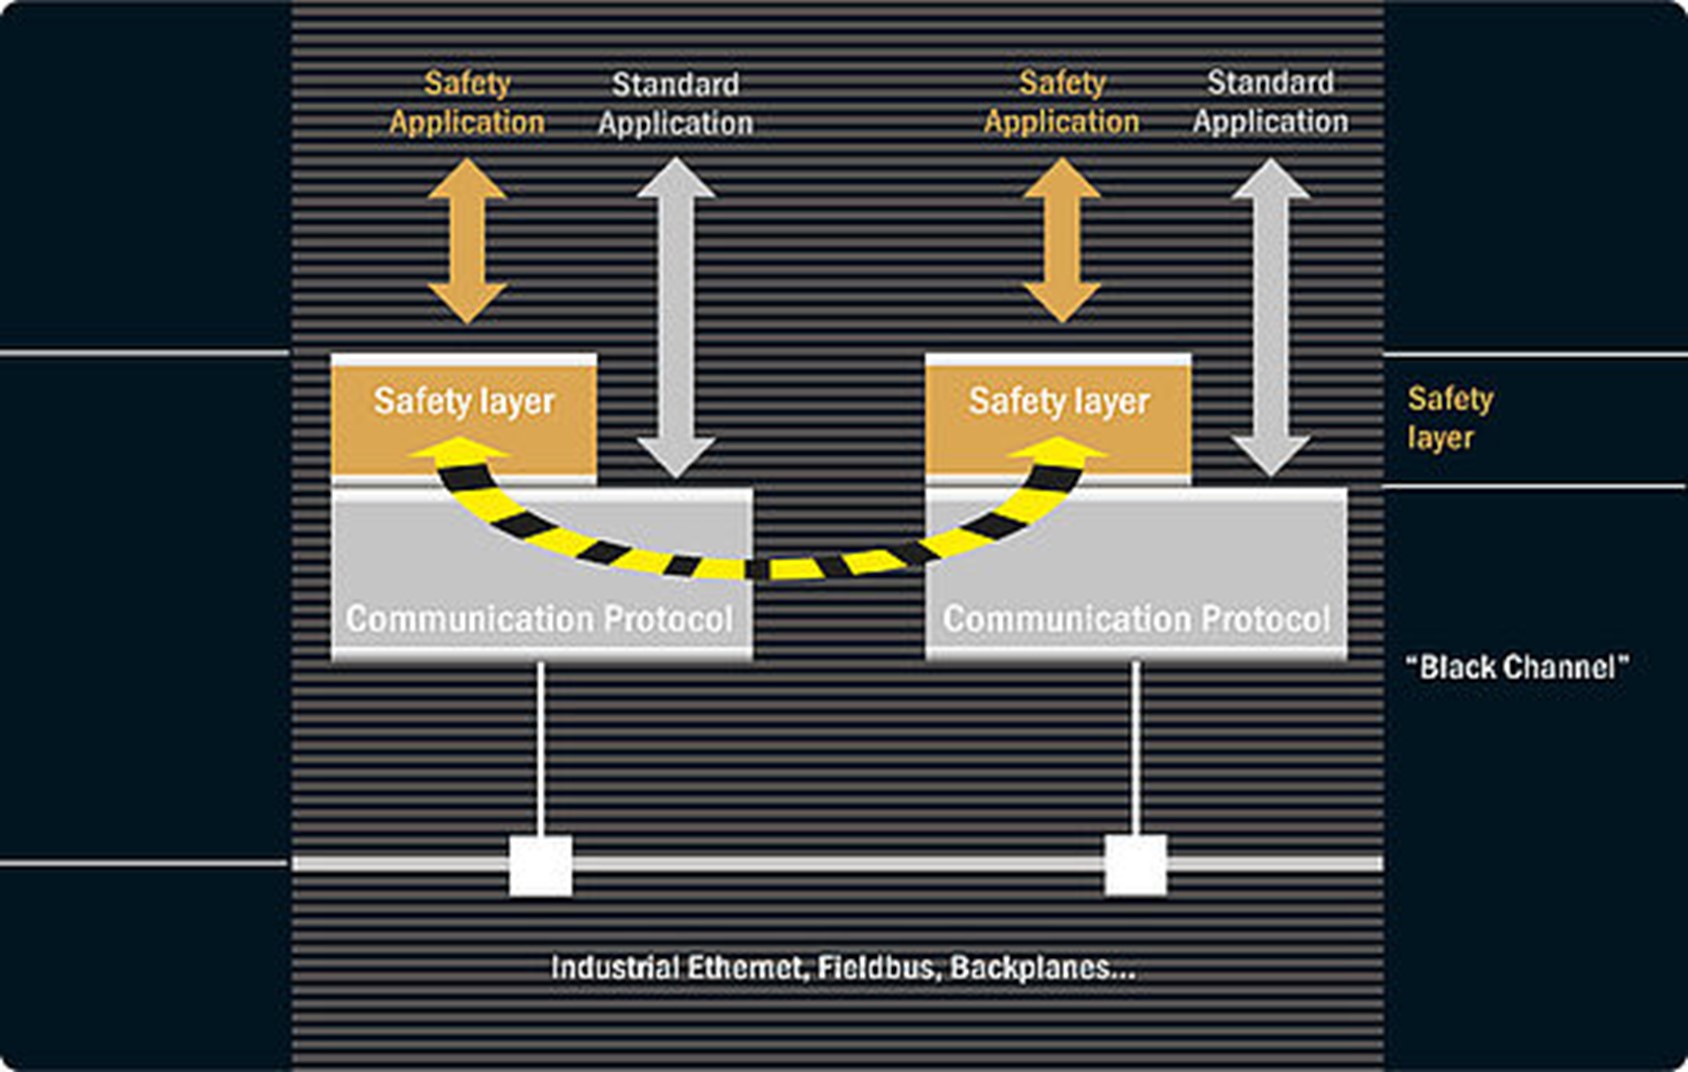 Safety
Application
Standard
Application
Safety
Application
Standard
Application
Safety layer
Safety layer
Safety
layer
Communication Protocol
Communication Protocol
“Black Channel”
Industrial Ethernet, Fieldbus, Backplanes...